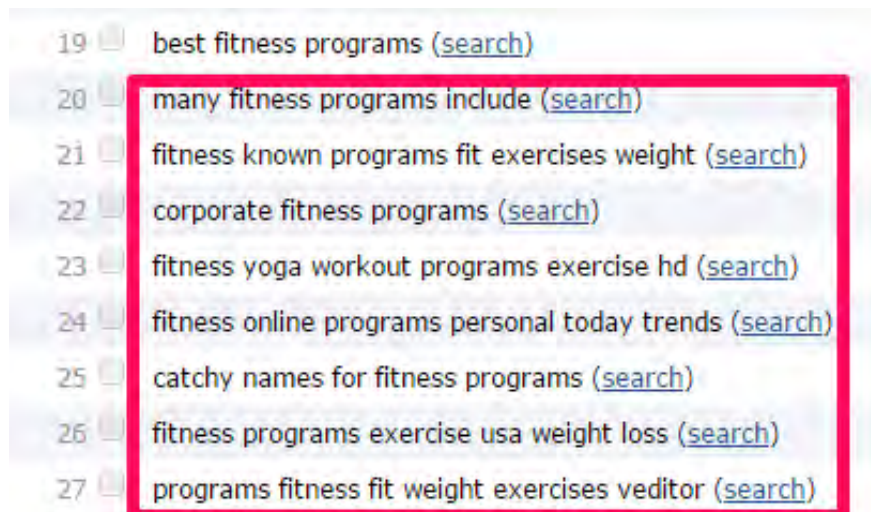 19 best fitness programs (search)
20 many fitness programs include (search)
21 fitness known programs fit exercises weight (search)
22 corporate fitness programs (search)
23 fitness yoga workout programs exercise hd (search)
24 fitness online programs personal today trends (search)
25 catchy names for fitness programs (search)
26 fitness programs exercise usa weight loss (search)
27 programs fitness fit weight exercises veditor (search)